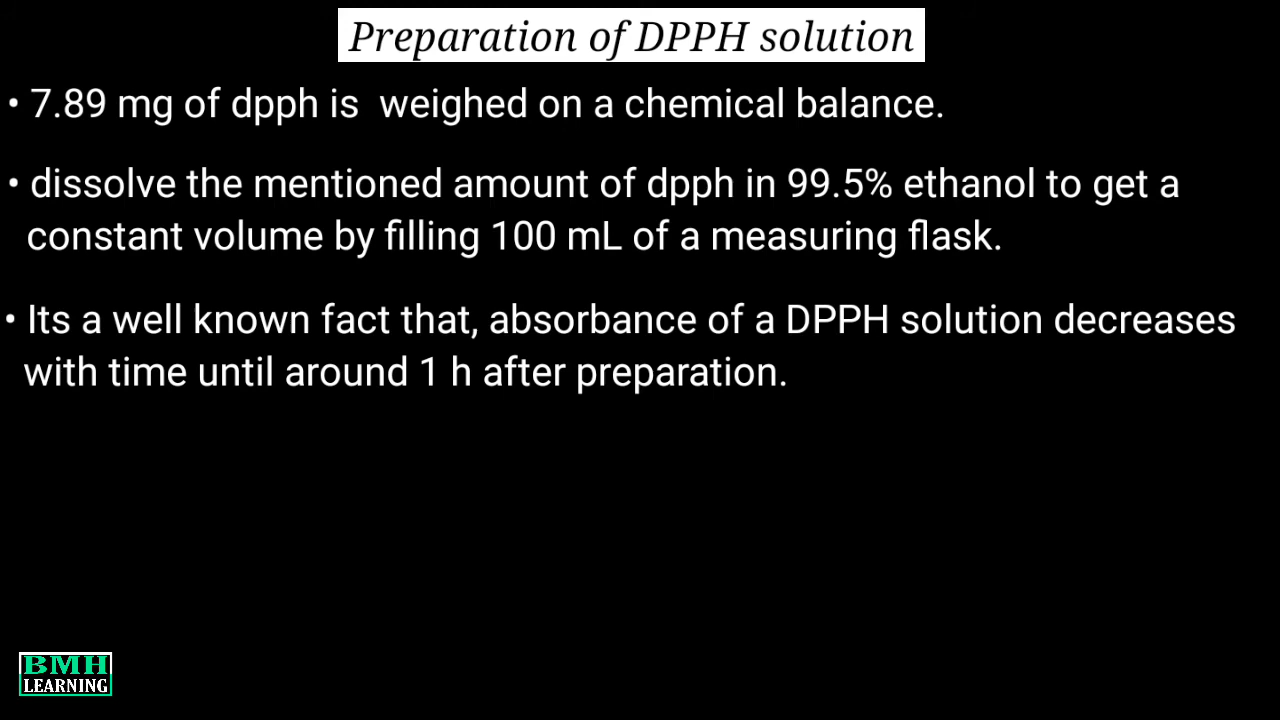 Preparation of DPPH solution
• 7.89 mg of dpph is  weighed on a chemical balance.
• dissolve the mentioned amount of dpph in 99.5% ethanol to get a
constant volume by filling 100 mL of a measuring flask.
• Its a well known fact that, absorbance of a DPPH solution decreases
with time until around 1 h after preparation.
BMH
LEARNING